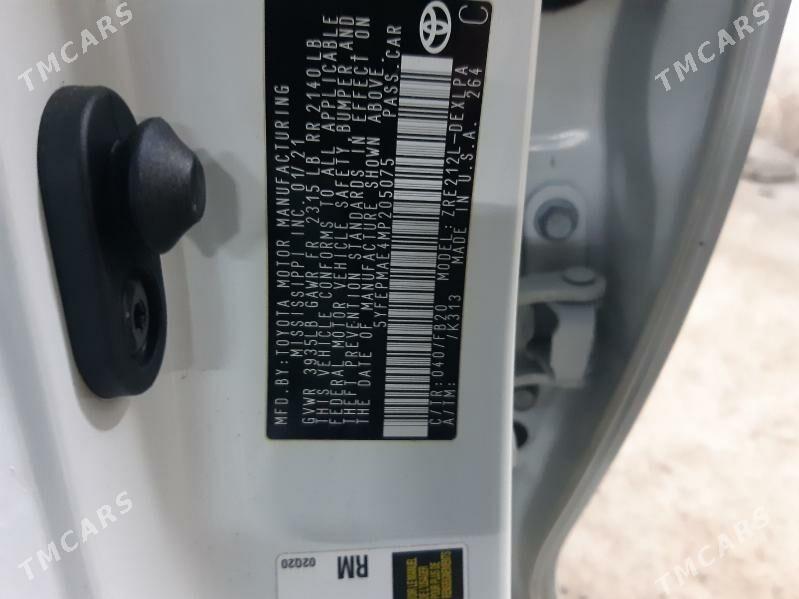 MFD.BY:TOYOTA MOTOR MANUFACTURING
MISSISSIPPI INC. 01/21
GVWR 3935LB GAWR FR 2315 LB RR 2140LB
THIS VEHICLE CONFORMS TO ALL APPLICABLE
FEDERAL MOTOR VEHICLE SAFETY, BUMPER,AND
THEFT PREVENTION STANDARDS IN EFFECT ON
THE DATE OF MANUFACTURE SHOWN ABOVE.
5YFEPMAE4MP205075 PASS.CAR
C/TR:0407FB20 MODEL:ZRE212L-DEXLPA
A/TM: /K313 MADE IN U.S.A. 264
C
02Q20
RM
TMCARS
TMCARS
TMCARS
TMCARS
TMCARS
TMCARS